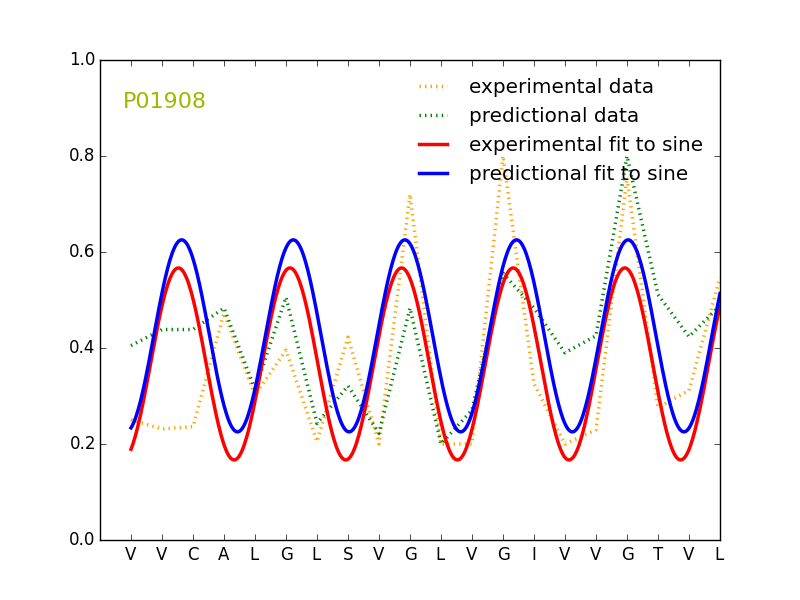 P01908
experimental data
predictional data
experimental fit to sine
predictional fit to sine
1.0
0.8
0.6
0.4
0.2
0.0
V V C A L G L S V G L V G I V V G T V L